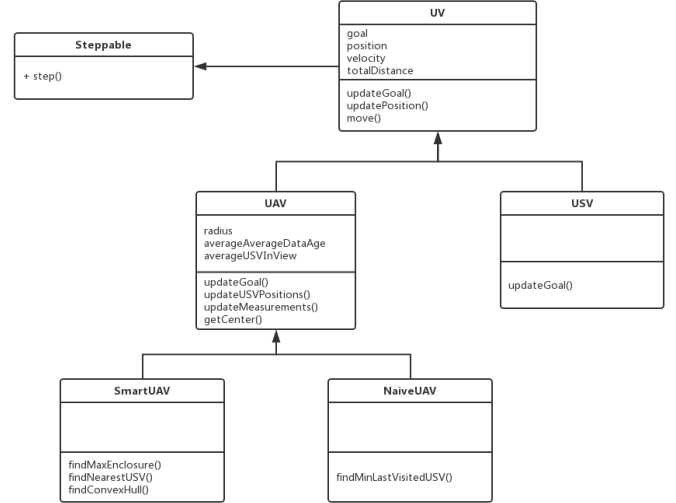 UV
goal
position
velocity
totalDistance
updateGoal()
updatePosition()
move()
Steppable
+ step()
UAV
radius
averageAverageDataAge
averageUSVInView
updateGoal()
updateUSVPositions()
updateMeasurements()
getCenter()
USV
updateGoal()
SmartUAV
findMaxEnclosure()
findNearestUSV()
findConvexHull()
NaiveUAV
findMinLastVisitedUSV()